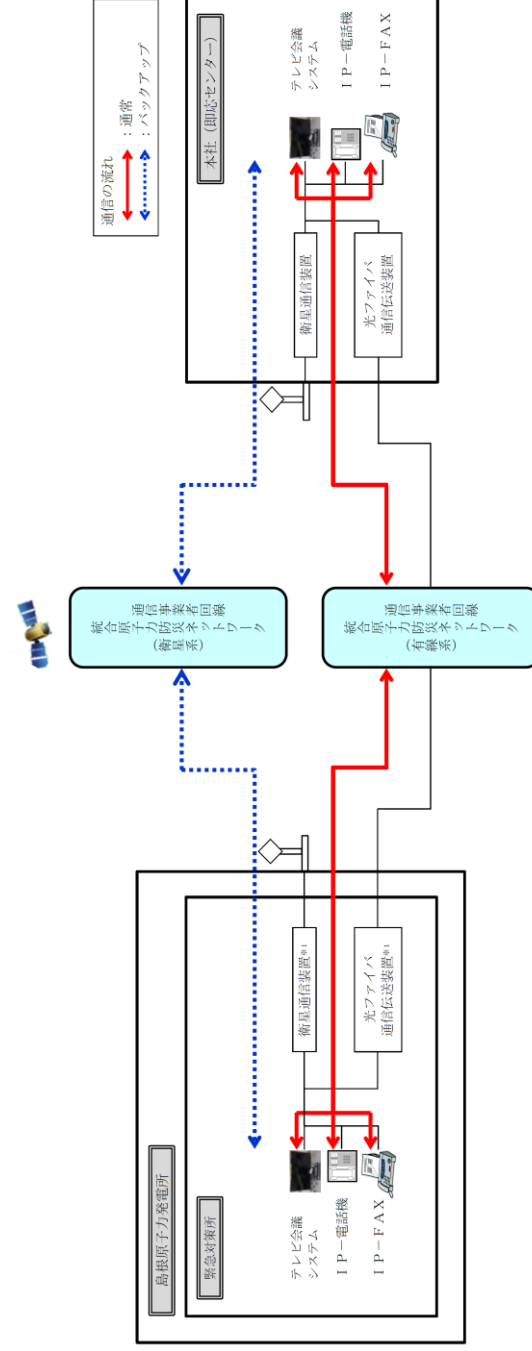 通信の流れ
：通常
：バックアップ
島根原子力発電所
緊急対策所
テレビ会議
システム
ＩＰ－電話機
ＩＰ－ＦＡＸ
衛星通信装置※1
光ファイバ
通信伝送装置※1
通信事業者回線
統合原子力防災ネットワーク
(衛星系)
通信事業者回線
統合原子力防災ネットワーク
(有線系)
本社（即応センター）
衛星通信装置
光ファイバ
通信伝送装置
テレビ会議
システム
ＩＰ－電話機
ＩＰ－ＦＡＸ